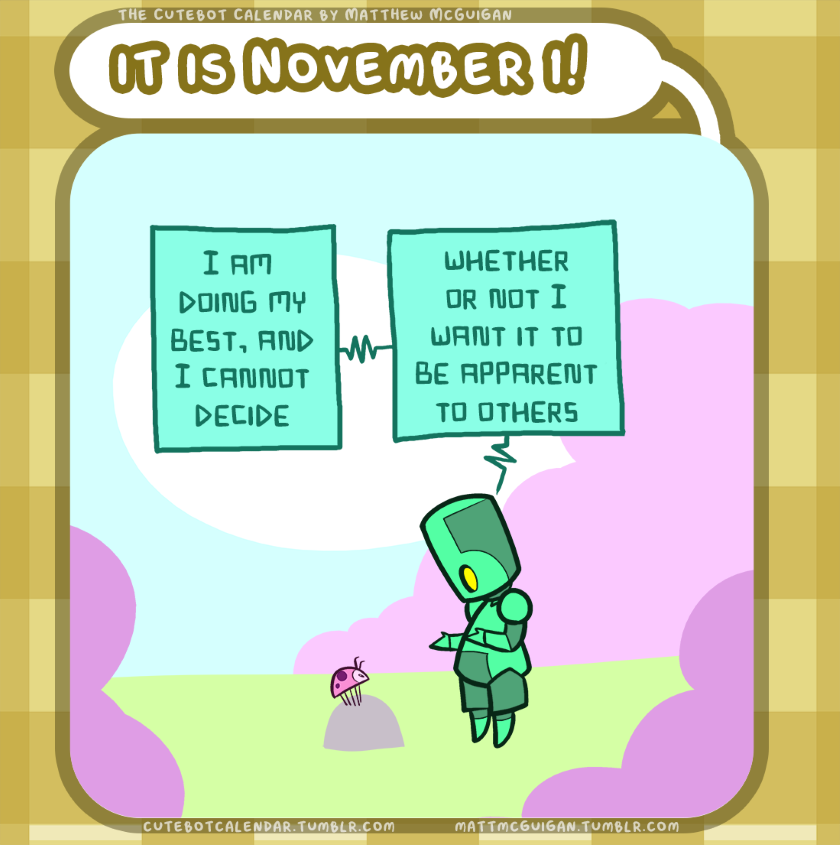 THE CUTEBOT CALENDAR BY MATTHEW MCGUIGAN
IT IS NOVEMBER 1!
I AM
DOING MY
BEST, AND
I CANNOT
DECIDE
WHETHER
OR NOT I
WANT IT TO
BE APPARENT
TO OTHERS
CUTEBOTCALENDAR.TUMBLR.COM
MATTMCGUIGAN.TUMBLR.COM